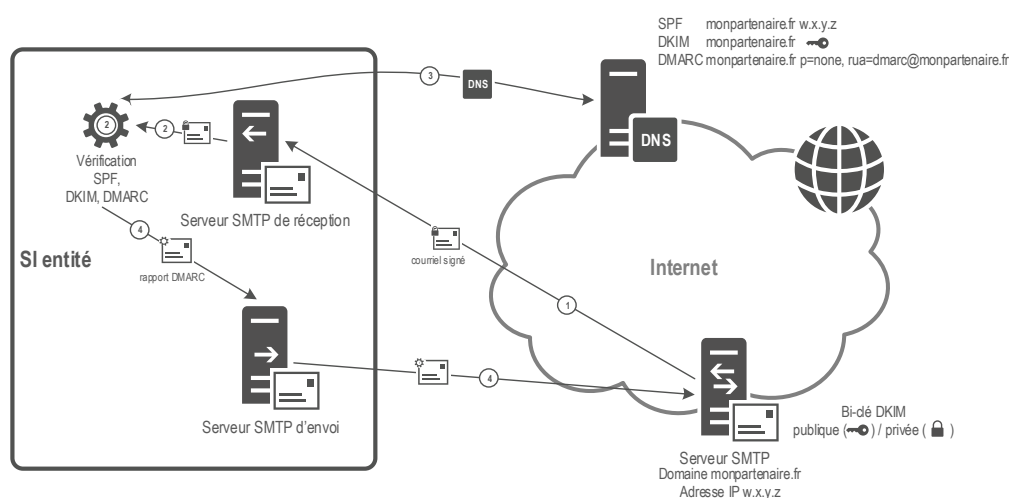 SPF monpartenaire.fr w.x.y.z
DKIM monpartenaire.fr
DMARC monpartenaire.fr p=none, rua=dmarc@monpartenaire.fr
3
DNS
DNS
2
2
Vérification
SPF,
DKIM, DMARC
Serveur SMTP de réception
4
SI entité
rapport DMARC
courriel signé
Internet
1
4
Serveur SMTP d'envoi
Bi-clé DKIM
publique ( ) / privée ( )
Serveur SMTP
Domaine monpartenaire.fr
Adresse IP w.x.y.z